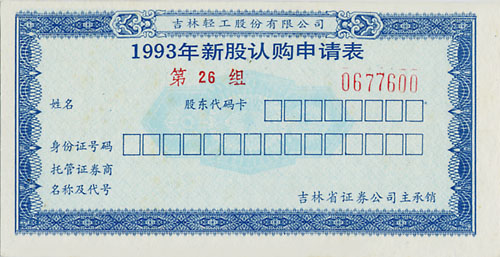 吉林轻工股份有限公司
1993年新股认购申请表
第 26 组 0677600
姓名 股东代码卡
身份证号码
托管证券商
名称及代号
吉林省证券公司主承销